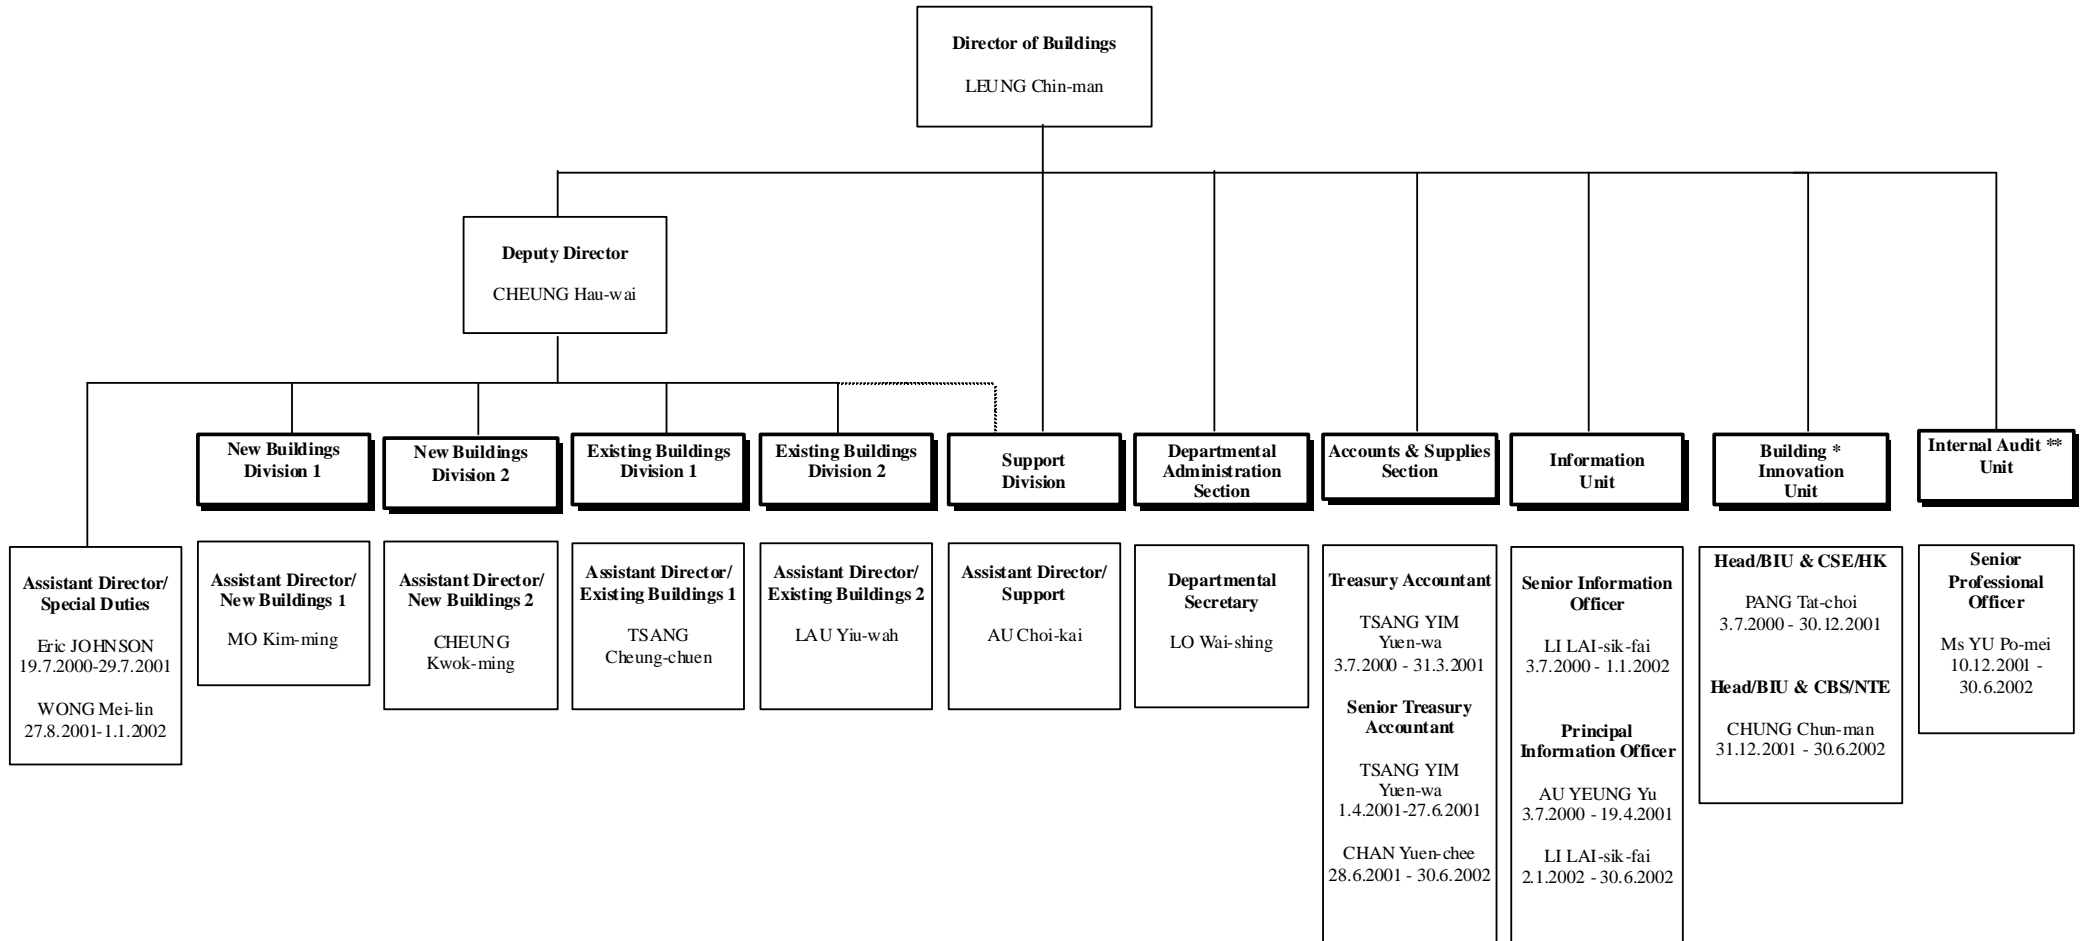 Director of Buildings
LEUNG Chin-man
Deputy Director
CHEUNG Hau-wai
New Buildings
Division 1
New Buildings
Division 2
Existing Buildings
Division 1
Existing Buildings
Division 2
Support
Division
Departmental
Administration
Section
Accounts & Supplies
Section
Information
Unit
Building *
Innovation
Unit
Internal Audit **
Unit
Assistant Director/
Special Duties
Eric JOHNSON
19.7.2000-29.7.2001
WONG Mei-lin
27.8.2001-1.1.2002
Assistant Director/
New Buildings 1
MO Kim-ming
Assistant Director/
New Buildings 2
CHEUNG
Kwok-ming
Assistant Director/
Existing Buildings 1
TSANG
Cheung-chuen
Assistant Director/
Existing Buildings 2
LAU Yiu-wah
Assistant Director/
Support
AU Choi-kai
Departmental
Secretary
LO Wai-shing
Treasury Accountant
TSANG YIM
Yuen-wa
3.7.2000 - 31.3.2001
Senior Treasury
Accountant
TSANG YIM
Yuen-wa
1.4.2001-27.6.2001
CHAN Yuen-chee
28.6.2001 - 30.6.2002
Senior Information
Officer
LI LAI-sik-fai
3.7.2000 - 1.1.2002
Principal
Information Officer
AU YEUNG Yu
3.7.2000 - 19.4.2001
LI LAI-sik-fai
2.1.2002 - 30.6.2002
Head/BIU & CSE/HK
PANG Tat-choi
3.7.2000 - 30.12.2001
Head/BIU & CBS/NTE
CHUNG Chun-man
31.12.2001 - 30.6.2002
Senior
Professional
Officer
Ms YU Po-mei
10.12.2001 -
30.6.2002